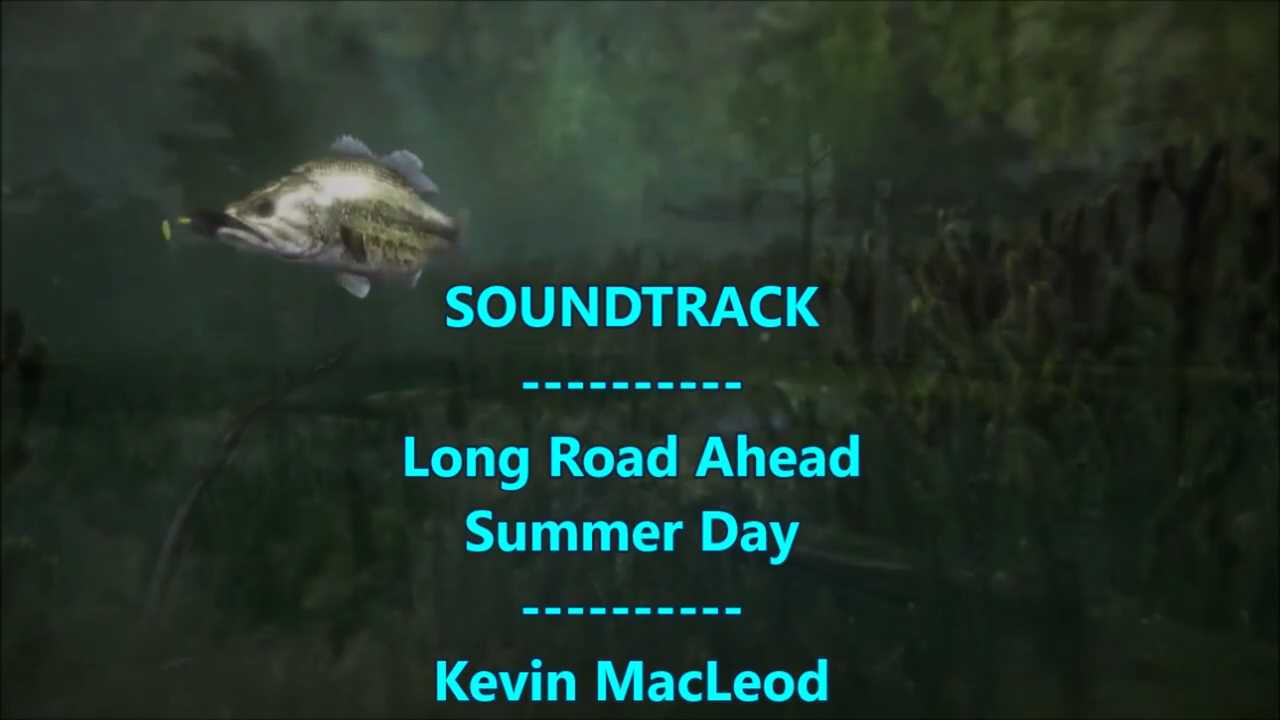 SOUNDTRACK
----------
Long Road Ahead
Summer Day
----------
Kevin MacLeod